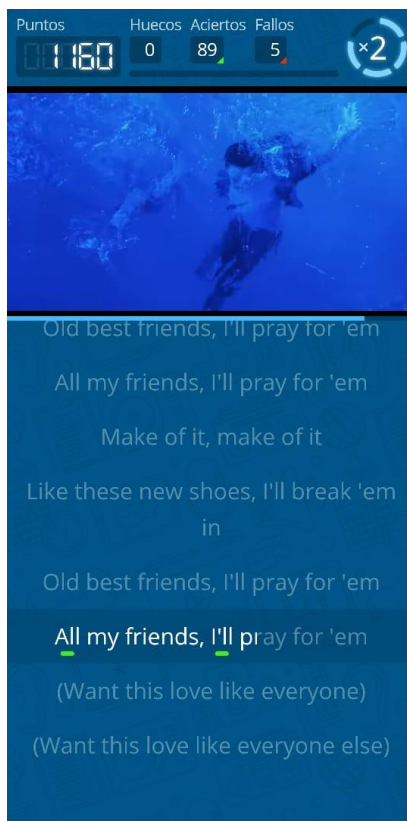 Puntos Huecos Aciertos Fallos
1160 0 89 5 ×2
Old best friends, I'll pray for 'em
All my friends, I'll pray for 'em
Make of it, make of it
Like these new shoes, I'll break 'em
in
Old best friends, I'll pray for 'em
All my friends, I'll pray for 'em
(Want this love like everyone)
(Want this love like everyone else)